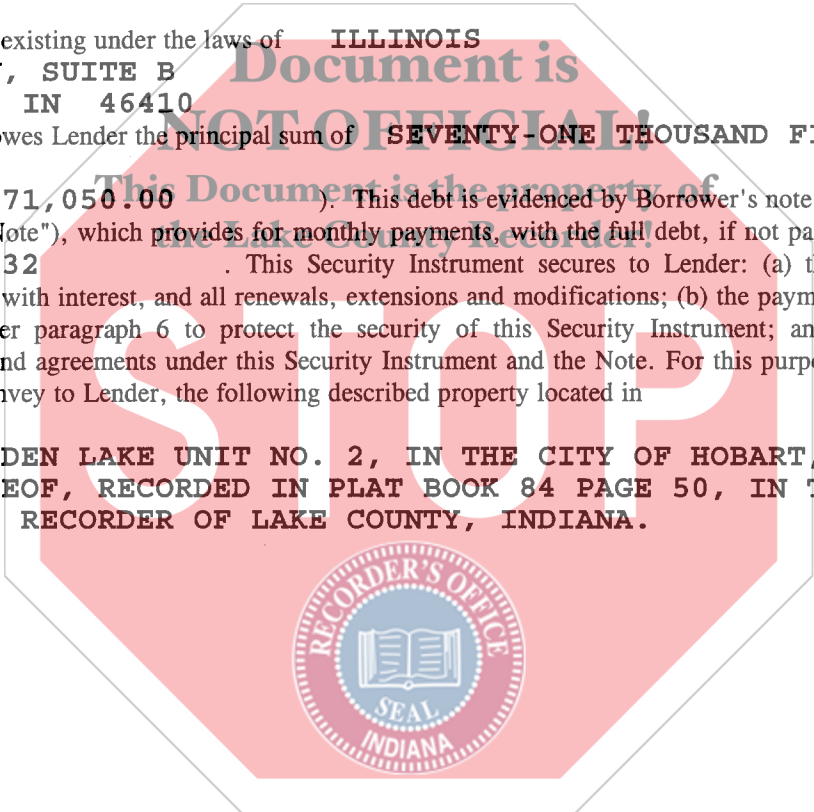 existing under the laws of ILLINOIS
, SUITE B
IN 46410
owes Lender the principal sum of SEVENTY-ONE THOUSAND
71,050.00 ). This debt is evidenced by Borrower's note
Note"), which provides for monthly payments, with the full debt, if not
32 . This Security Instrument secures to Lender: (a)
with interest, and all renewals, extensions and modifications; (b) the
er paragraph 6 to protect the security of this Security Instrument;
nd agreements under this Security Instrument and the Note. For this
nvey to Lender, the following described property located in
DEN LAKE UNIT NO. 2, IN THE CITY OF HOBART,
EOF, RECORDED IN PLAT BOOK 84 PAGE 50, IN
RECORDER OF LAKE COUNTY, INDIANA.
Document is
NOT OFFICIAL!
This Document is the property of
the Lake County Recorder!
STOP
RECORDER'S OFFICE
SEAL
INDIANA